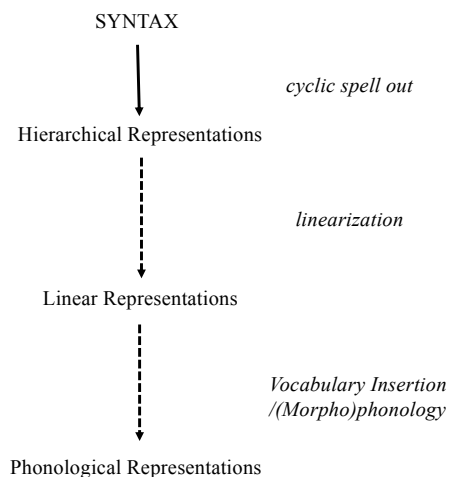 SYNTAX
cyclic spell out
Hierarchical Representations
linearization
Linear Representations
Vocabulary Insertion
/(Morpho)phonology
Phonological Representations